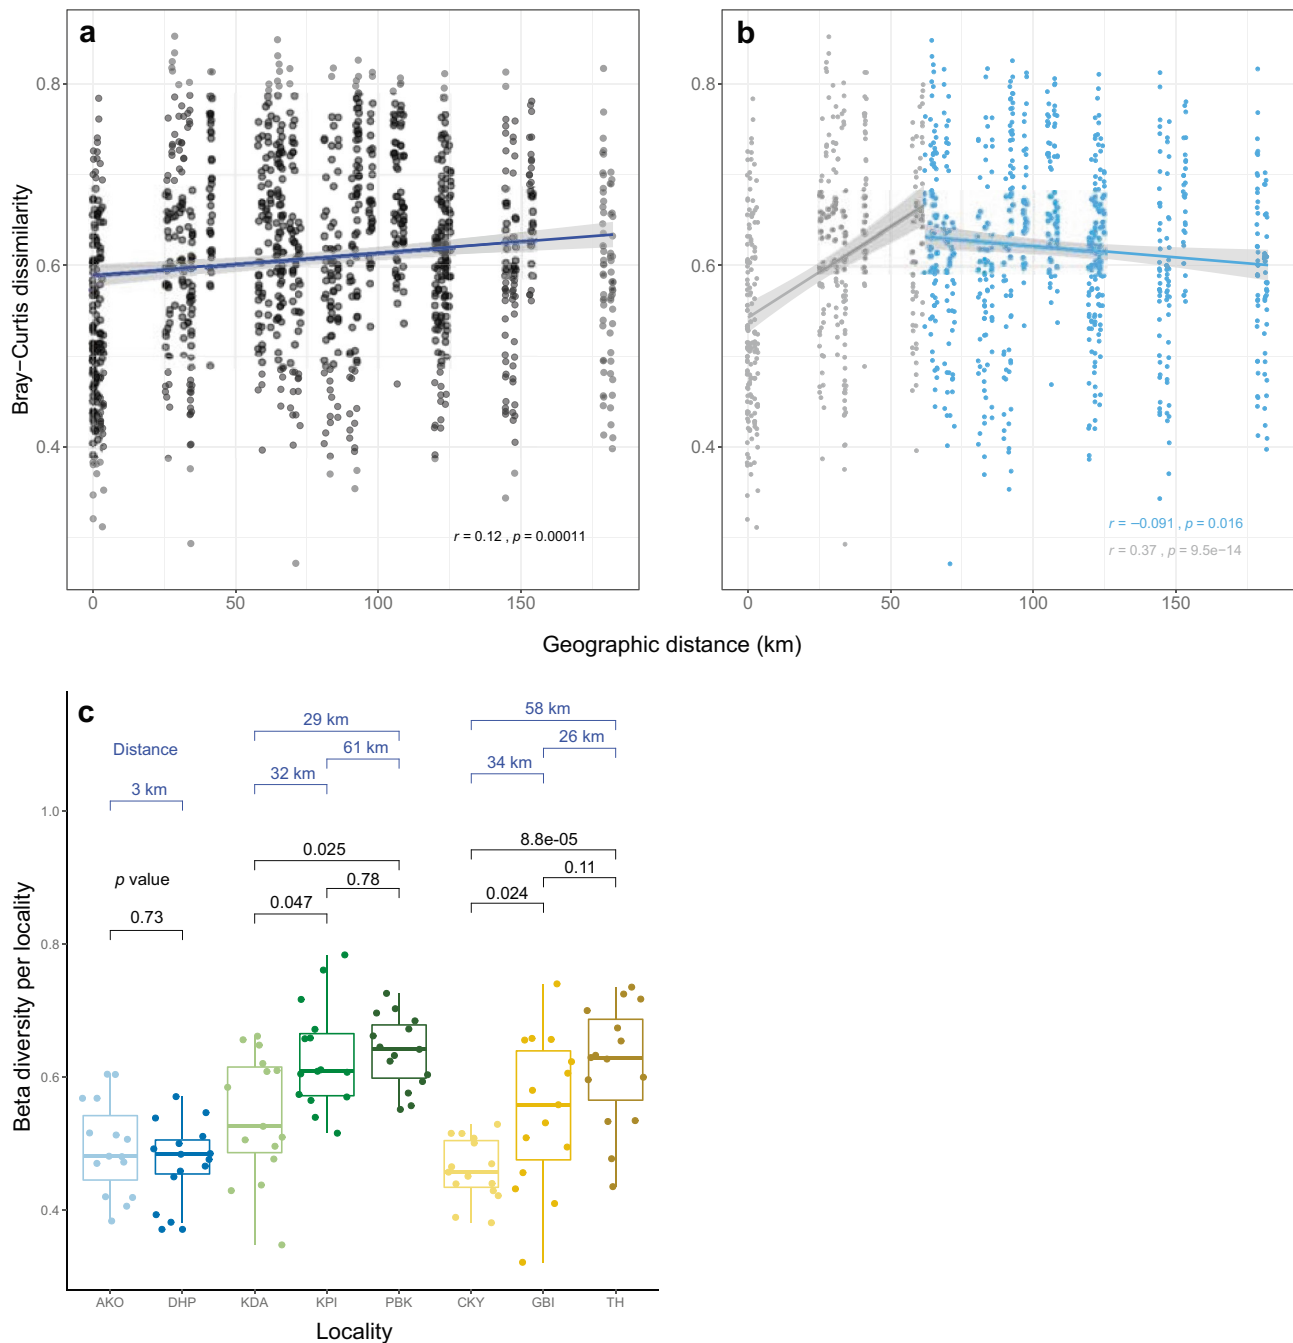 a
b
0.8
0.6
0.4
0.8
0.6
0.4
Bray−Curtis dissimilarity
r = 0.12 , p = 0.00011
r = −0.091 , p = 0.016
r = 0.37 , p = 9.5e−14
0 50 100 150
0 50 100 150
Geographic distance (km)
c
58 km
29 km
26 km
61 km
Distance
34 km
32 km
3 km
1.0
8.8e-05
0.025
0.11
0.78
p value
0.024
0.047
0.73
0.8
0.6
0.4
Beta diversity per locality
AKO DHP KDA KPI PBK CKY GBI TH
Locality